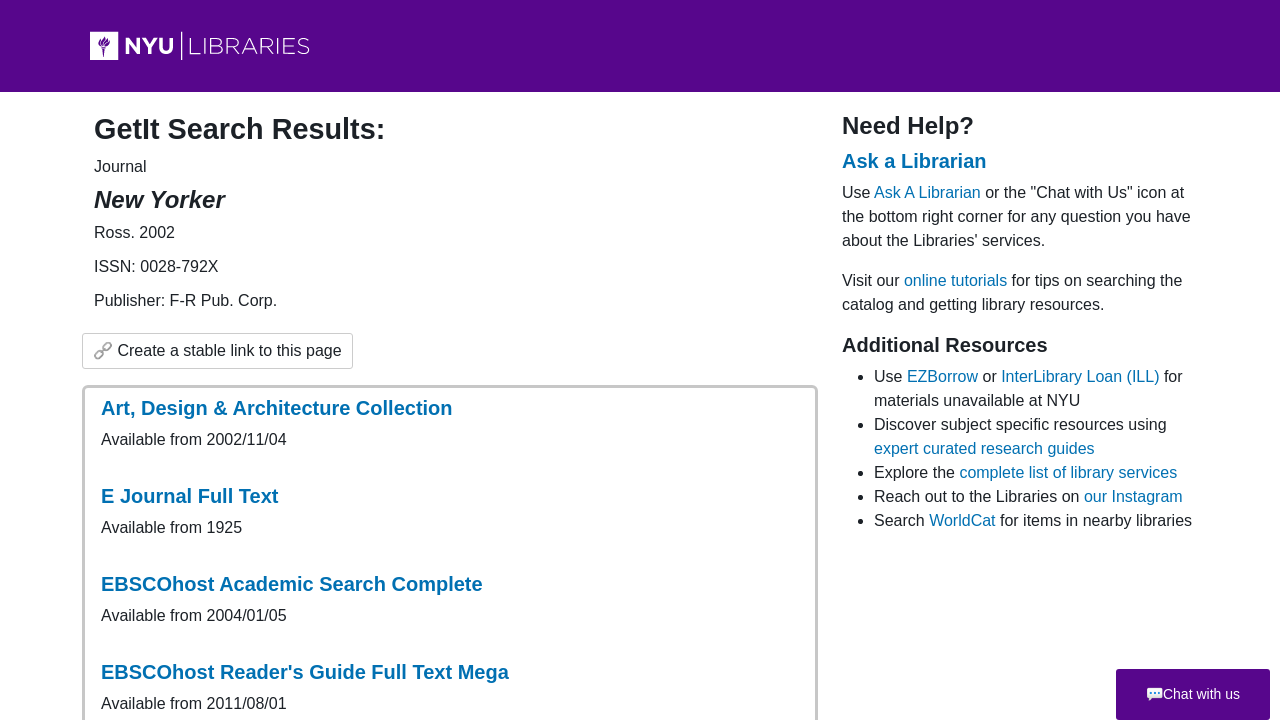 NYU LIBRARIES
GetIt Search Results:
Journal
New Yorker
Ross. 2002
ISSN: 0028-792X
Publisher: F-R Pub. Corp.
Create a stable link to this page
Art, Design & Architecture Collection
Available from 2002/11/04
E Journal Full Text
Available from 1925
EBSCOhost Academic Search Complete
Available from 2004/01/05
EBSCOhost Reader's Guide Full Text Mega
Available from 2011/08/01
Need Help?
Ask a Librarian
Use Ask A Librarian or the "Chat with Us" icon at
the bottom right corner for any question you have
about the Libraries' services.
Visit our online tutorials for tips on searching the
catalog and getting library resources.
Additional Resources
Use EZBorrow or InterLibrary Loan (ILL) for
materials unavailable at NYU
Discover subject specific resources using
expert curated research guides
Explore the complete list of library services
Reach out to the Libraries on our Instagram
Search WorldCat for items in nearby libraries
Chat with us